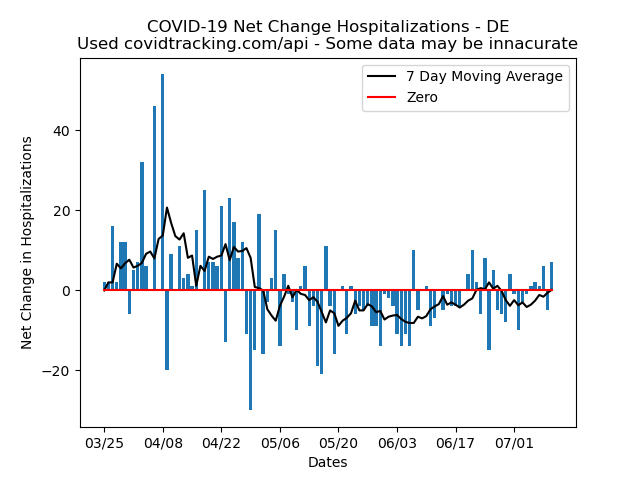 COVID-19 Net Change Hospitalizations - DE
Used covidtracking.com/api - Some data may be innacurate
7 Day Moving Average
Zero
Net Change in Hospitalizations
40
20
0
−20
03/25 04/08 04/22 05/06 05/20 06/03 06/17 07/01
Dates